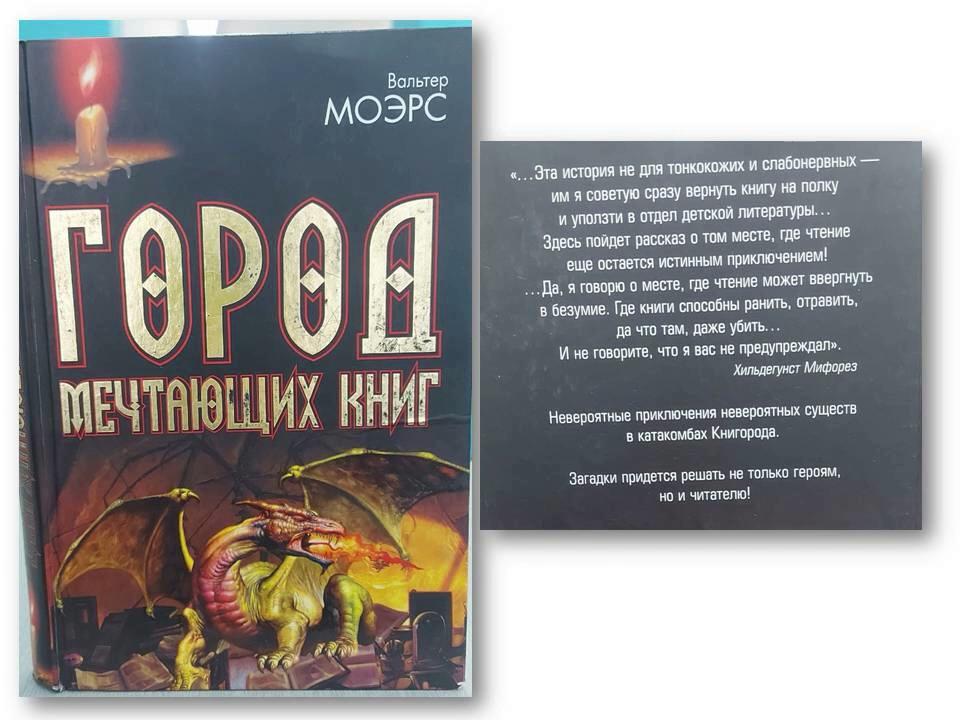 Вальтер
МОЭРС
ГОРОД
МЕЧТАЮЩИХ КНИГ
«...Эта история не для тонкокожих и слабонервных —
им я советую сразу вернуть книгу на полку
и уползти в отдел детской литературы...
Здесь пойдет рассказ о том месте, где чтение
еще остается истинным приключением!
...Да, я говорю о месте, где чтение может ввергнуть
в безумие. Где книги способны ранить, отравить,
да что там, даже убить...
И не говорите, что я вас не предупреждал».
Хильдегунст Мифорез
Невероятные приключения невероятных существ
в катакомбах Книгорода.
Загадки придется решать не только героям,
но и читателю!